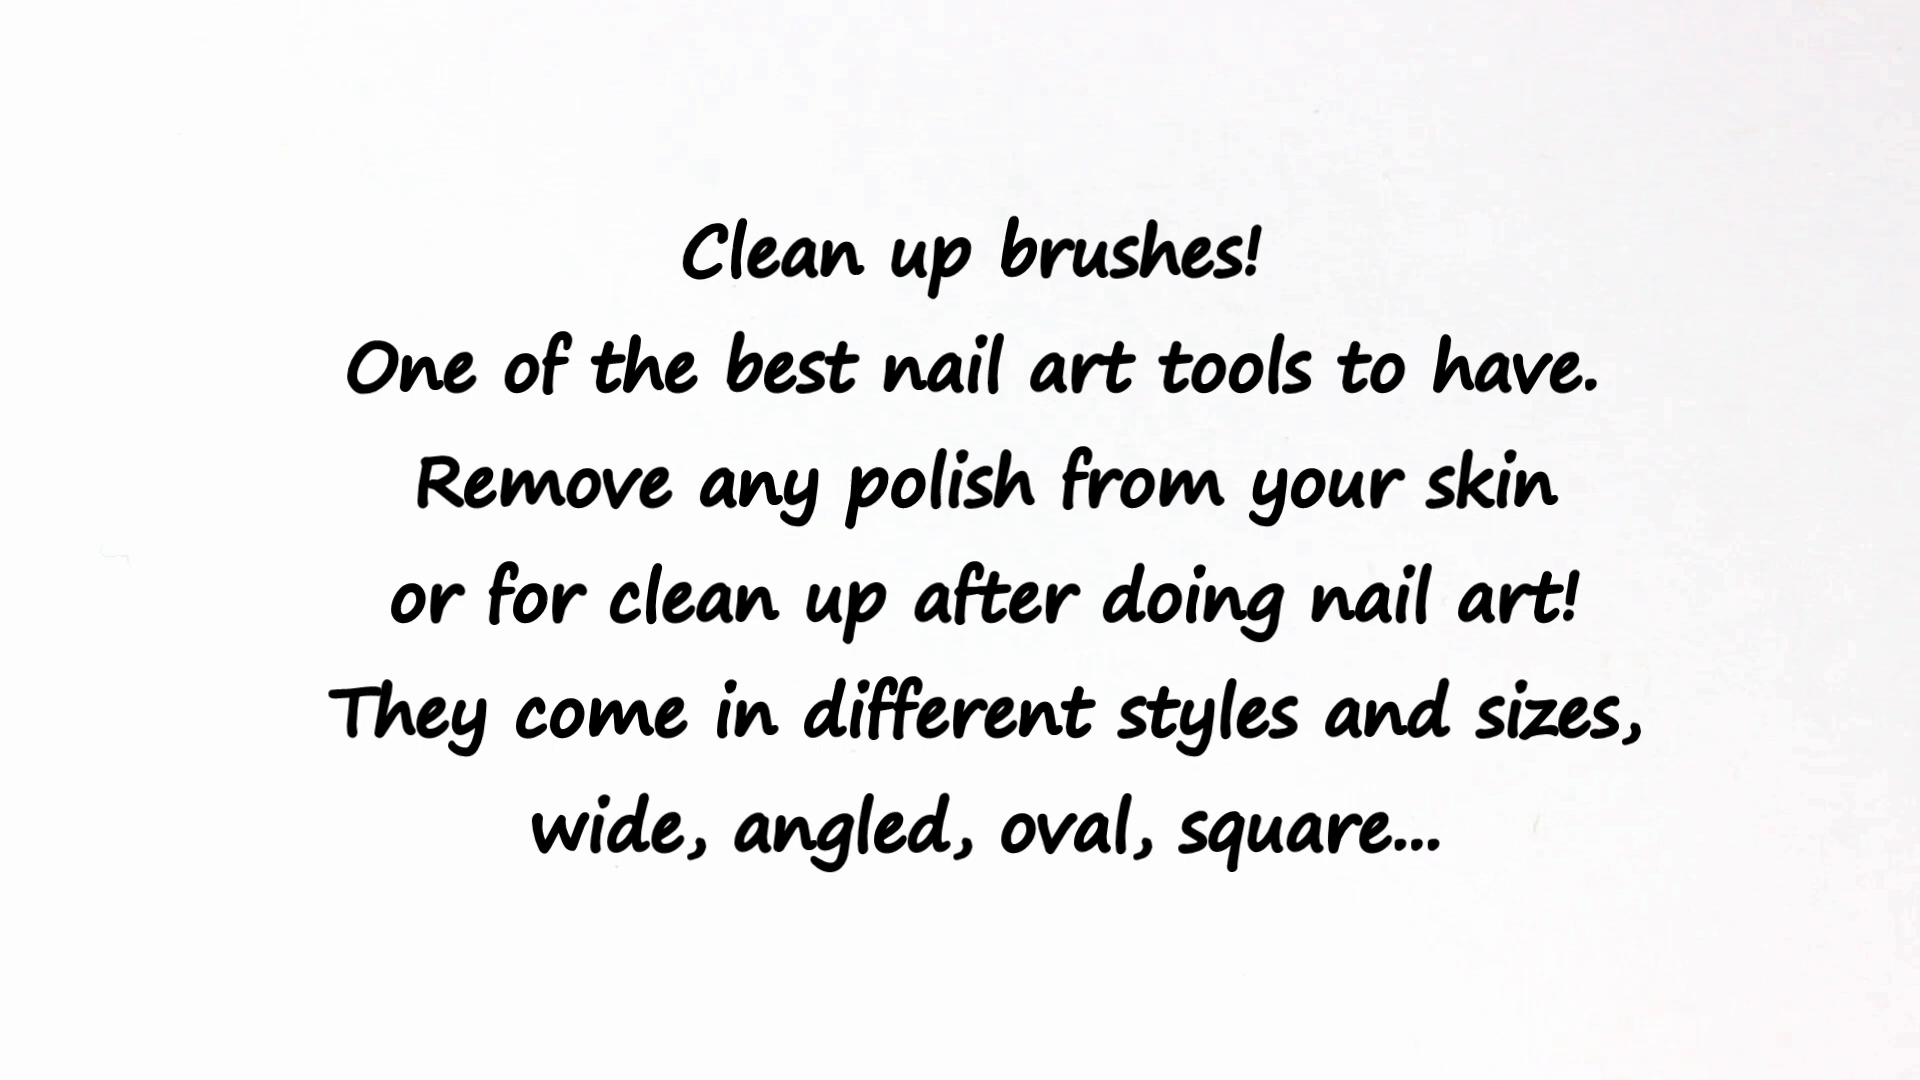 Clean up brushes!
One of the best nail art tools to have.
Remove any polish from your skin
or for clean up after doing nail art!
They come in different styles and sizes,
wide, angled, oval, square...